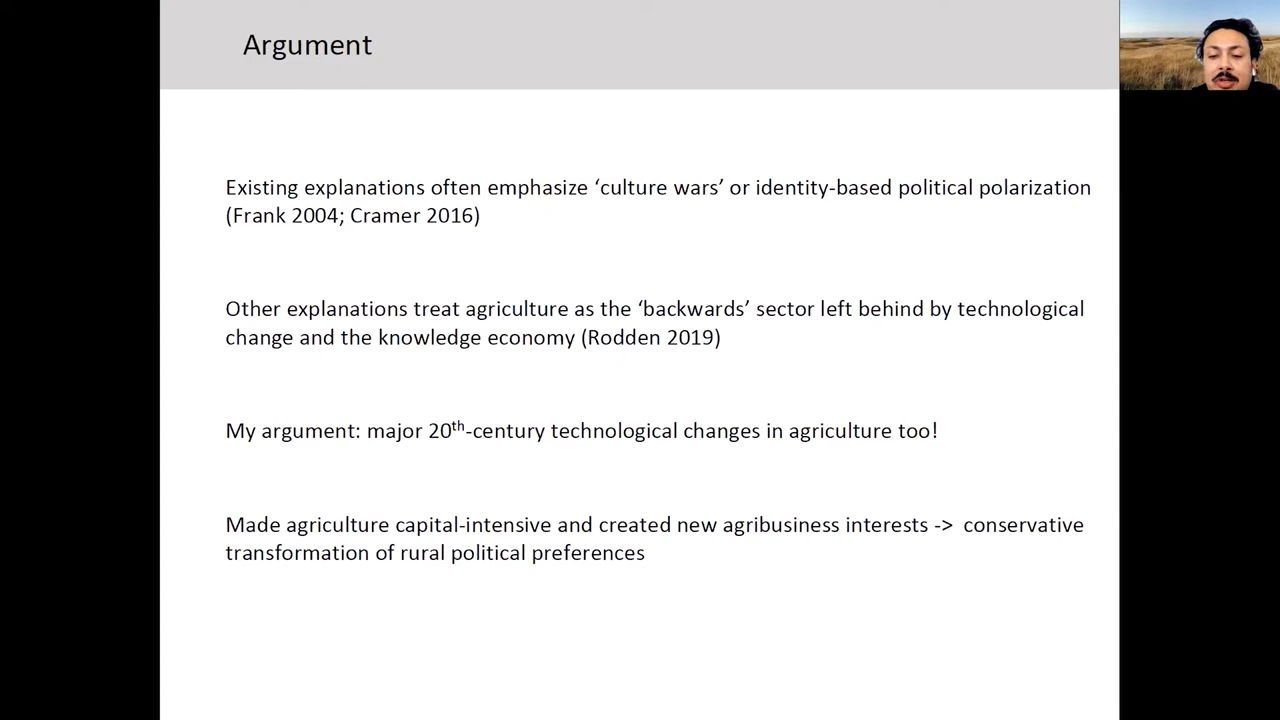 Argument
Existing explanations often emphasize ‘culture wars’ or identity-based political polarization
(Frank 2004; Cramer 2016)
Other explanations treat agriculture as the ‘backwards’ sector left behind by technological
change and the knowledge economy (Rodden 2019)
My argument: major 20th-century technological changes in agriculture too!
Made agriculture capital-intensive and created new agribusiness interests -> conservative
transformation of rural political preferences